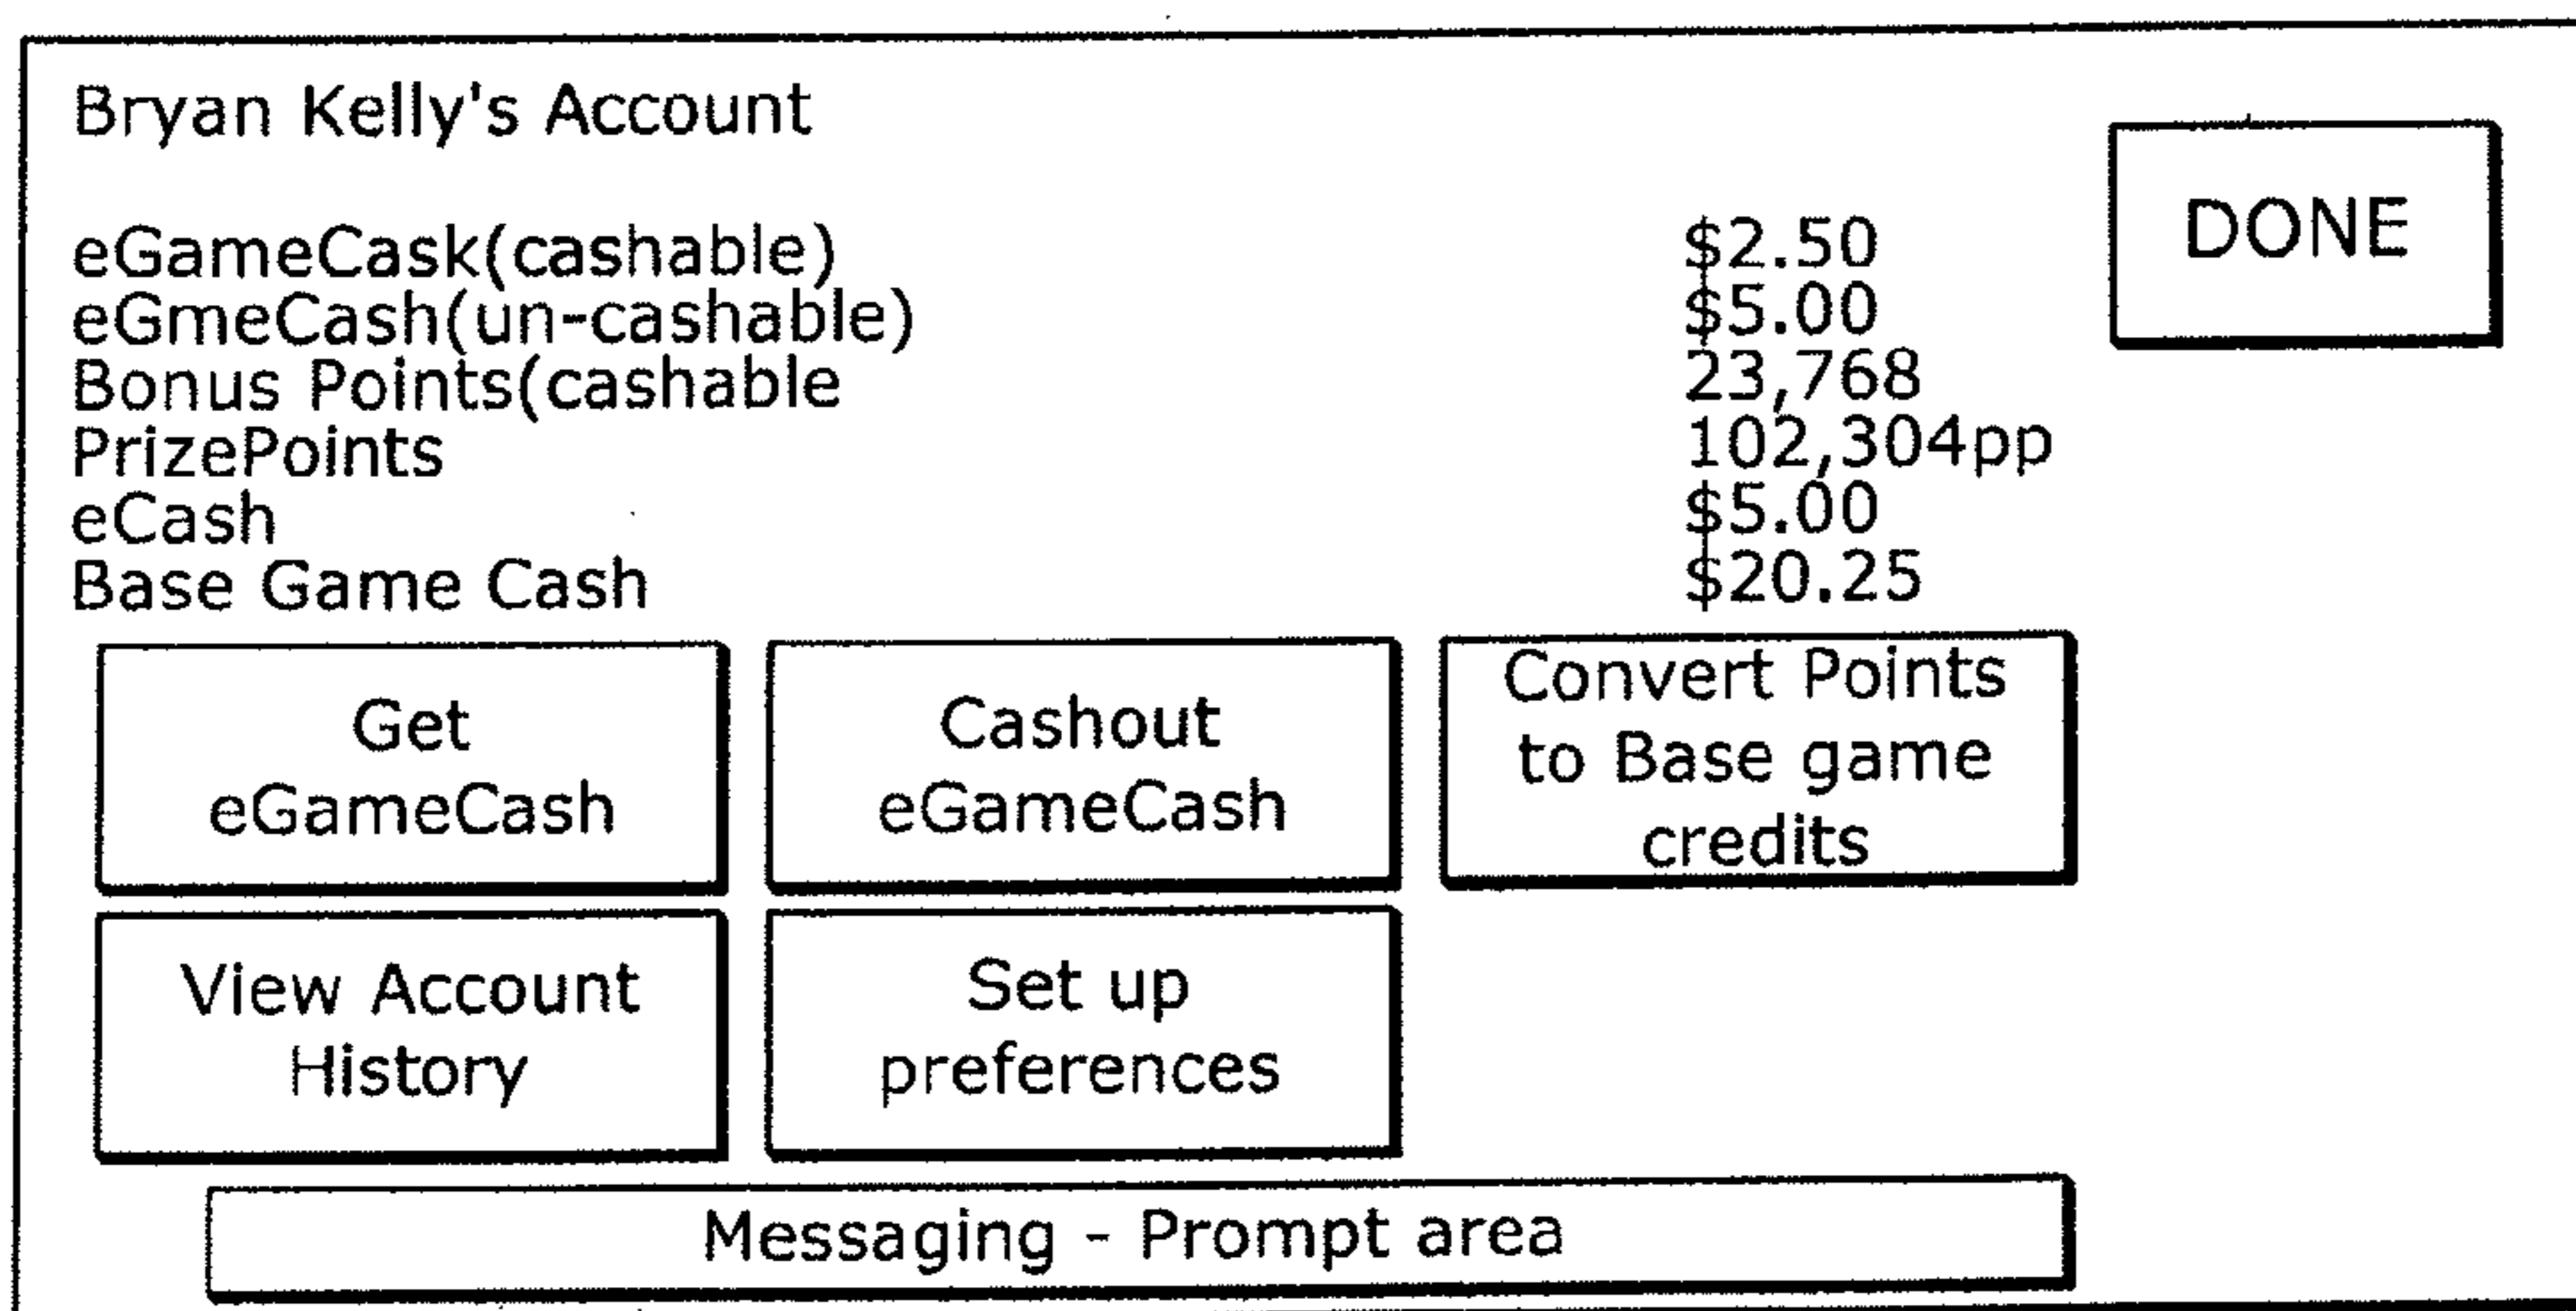 Bryan Kelly's Account
DONE
eGameCask(cashable) $2.50
eGmeCash(un-cashable) $5.00
Bonus Points(cashable 23,768
PrizePoints 102,304pp
eCash $5.00
Base Game Cash $20.25
Get
eGameCash
Cashout
eGameCash
Convert Points
to Base game
credits
View Account
History
Set up
preferences
Messaging - Prompt area